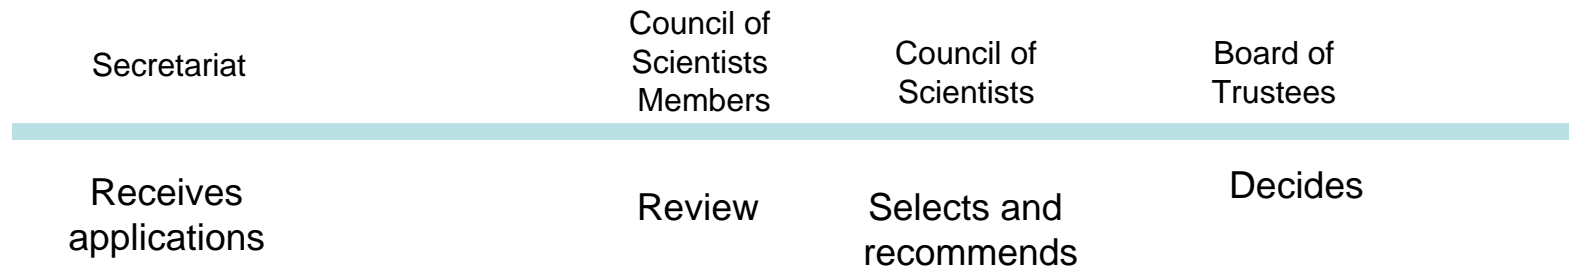 Secretariat
Council of
Scientists
Members
Council of
Scientists
Board of
Trustees
Receives
applications
Review
Selects and
recommends
Decides